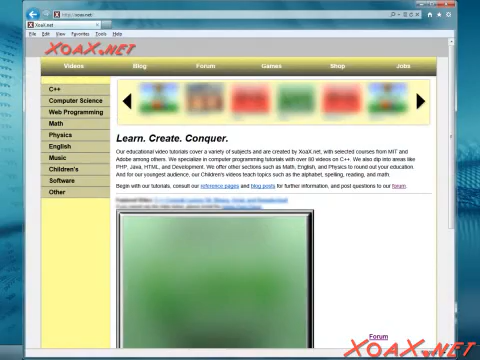 http://xoax.net/
XoaX.net
File Edit View Favorites Tools Help
XOAX.NET
Videos Blog Forum Games Shop Jobs
C++
Computer Science
Web Programming
Math
Physics
English
Music
Children's
Software
Other
Learn. Create. Conquer.
Our educational video tutorials cover a variety of subjects and are created by XoaX.net, with selected courses from MIT and
Adobe among others. We specialize in computer programming tutorials with over 80 videos on C++. We also dip into areas like
PHP, Java, HTML, and Development. We offer other sections such as Math, English, and Physics to round out your education.
And for our youngest audience, our Children's videos teach topics such as the alphabet, spelling, reading, and math.
Begin with our tutorials, consult our reference pages and blog posts for further information, and post questions to our forum.
Forum
XOAX.NET